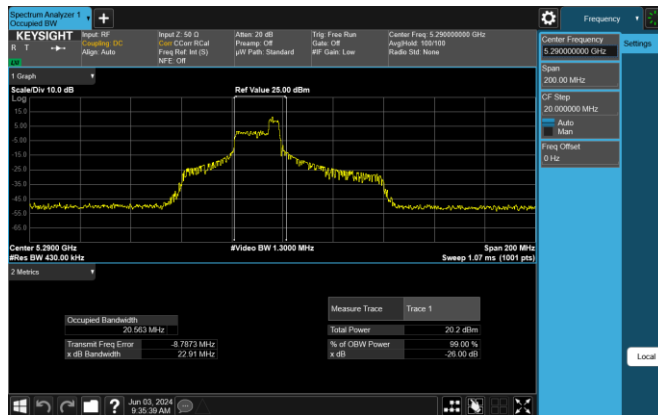 Spectrum Analyzer 1
Occupied BW
Frequency
KEYSIGHT
R T
Input: RF
Coupling: DC
Align: Auto
Input Z: 50 Ω
Corr CCorr RCal
Freq Ref: Int (S)
NFE: Off
Atten: 20 dB
Preamp: Off
µW Path: Standard
Trig: Free Run
Gate: Off
#IF Gain: Low
Center Freq: 5.290000000 GHz
Avg|Hold: 100/100
Radio Std: None
Center Frequency
5.290000000 GHz
Settings
Span
200.00 MHz
CF Step
20.000000 MHz
Auto
Man
Freq Offset
0 Hz
1 Graph
Scale/Div 10.0 dB
Ref Value 25.00 dBm
Log
15.0
5.00
-5.00
-15.0
-25.0
-35.0
-45.0
-55.0
-65.0
Center 5.2900 GHz
#Video BW 1.3000 MHz
Span 200 MHz
#Res BW 430.00 kHz
Sweep 1.07 ms (1001 pts)
2 Metrics
Measure Trace
Trace 1
Occupied Bandwidth
20.563 MHz
Total Power
20.2 dBm
Transmit Freq Error
-8.7873 MHz
% of OBW Power
99.00 %
x dB Bandwidth
22.91 MHz
x dB
-26.00 dB
Local
Jun 03, 2024
9:35:39 AM